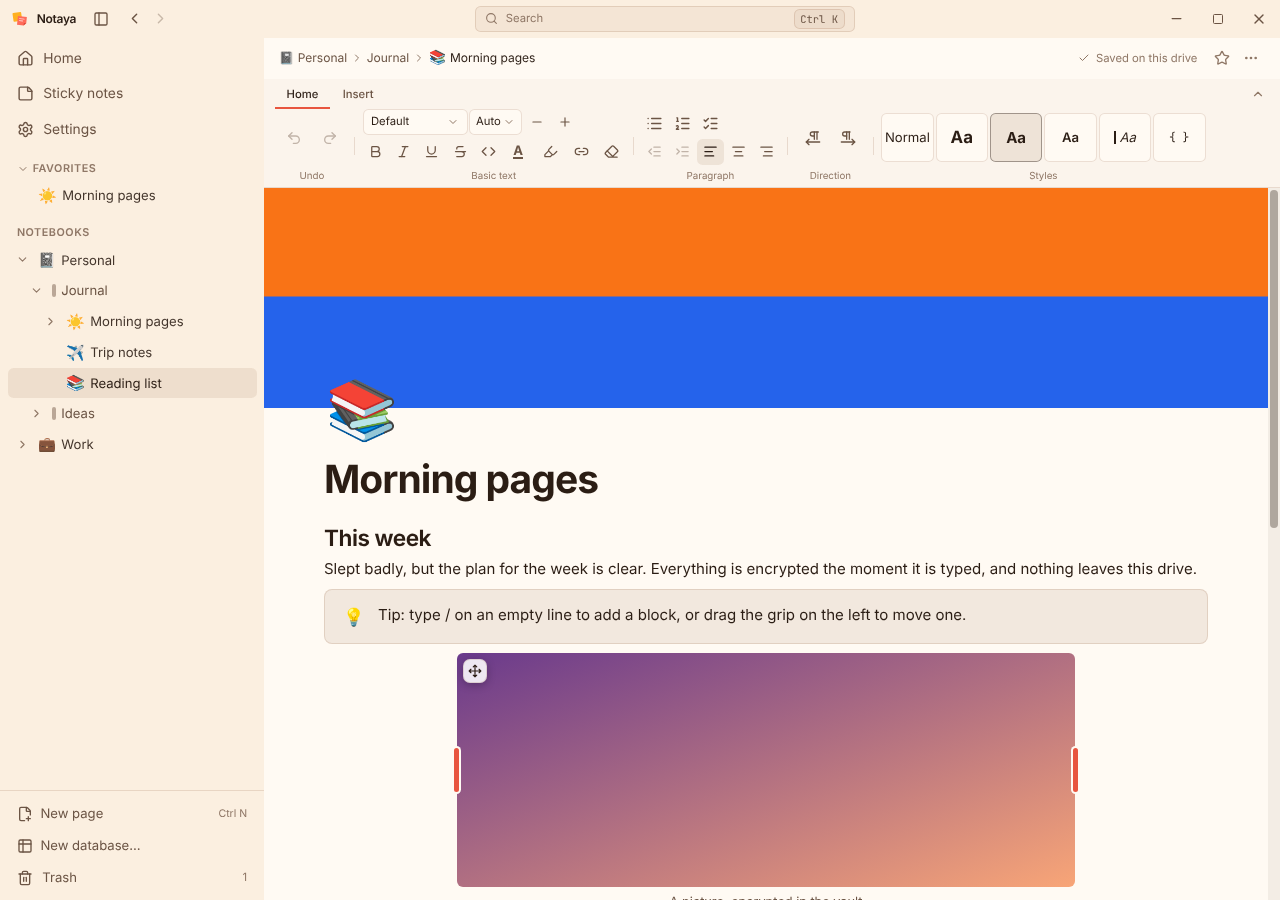 Notaya
Search
Ctrl K
Home
Sticky notes
Settings
FAVORITES
Morning pages
NOTEBOOKS
Personal
Journal
Morning pages
Trip notes
Reading list
Ideas
Work
New page
Ctrl N
New database...
Trash
1
Personal
Journal
Morning pages
Saved on this drive
Home
Insert
Default
Auto
B
I
U
S
A
Normal
Aa
Aa
Aa
Aa
{ }
Undo
Basic text
Paragraph
Direction
Styles
Morning pages
This week
Slept badly, but the plan for the week is clear. Everything is encrypted the moment it is typed, and nothing leaves this drive.
Tip: type / on an empty line to add a block, or drag the grip on the left to move one.
A picture, encrypted in the vault